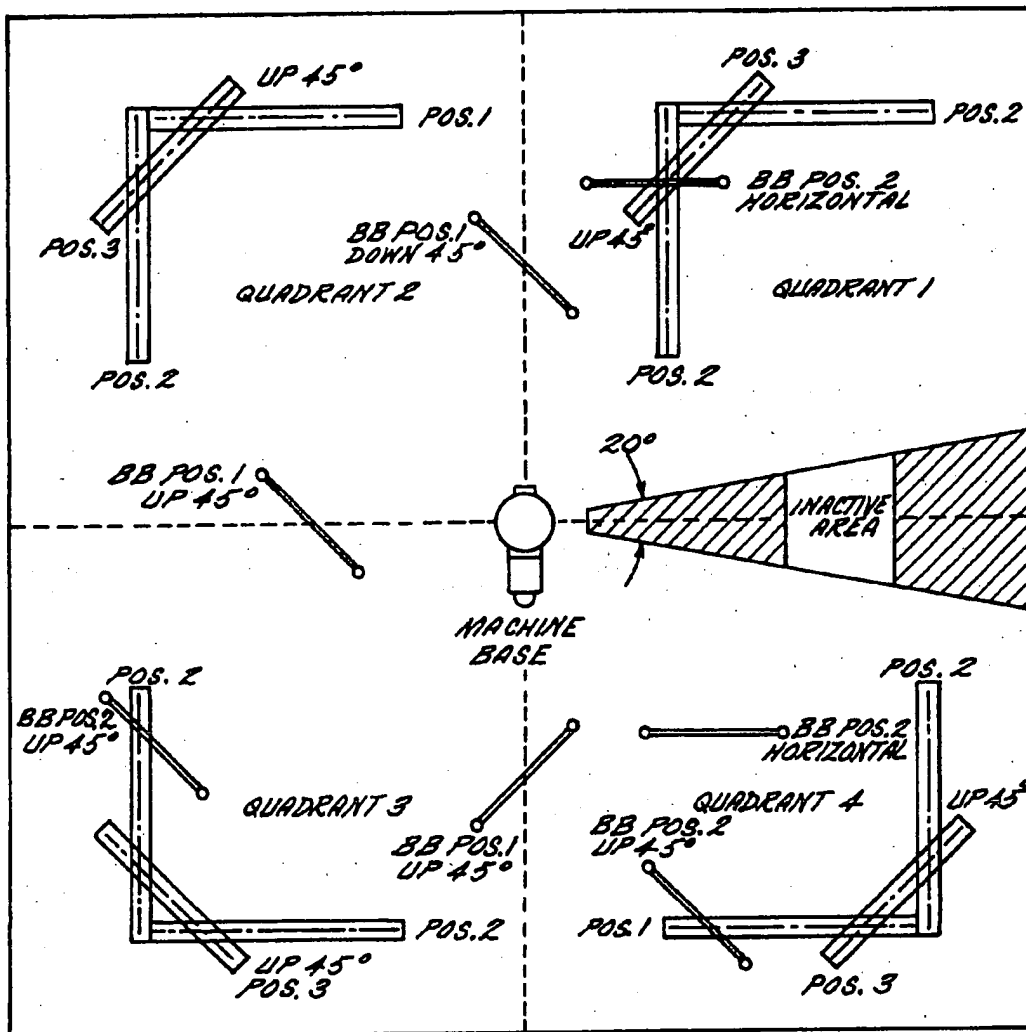 UP 45°
POS. 1
POS. 3
BB POS. 1
DOWN 45°
QUADRANT 2
POS. 2
POS. 3
POS. 2
BB POS. 2
HORIZONTAL
UP 45°
QUADRANT 1
POS. 2
BB POS. 1
UP 45°
20°
INACTIVE
AREA
MACHINE
BASE
POS. 2
BB POS. 2
UP 45°
QUADRANT 3
BB POS. 1
UP 45°
POS. 2
UP 45°
POS. 3
POS. 2
BB POS. 2
HORIZONTAL
QUADRANT 4
UP 45°
BB POS. 2
UP 45°
POS. 1
POS. 3